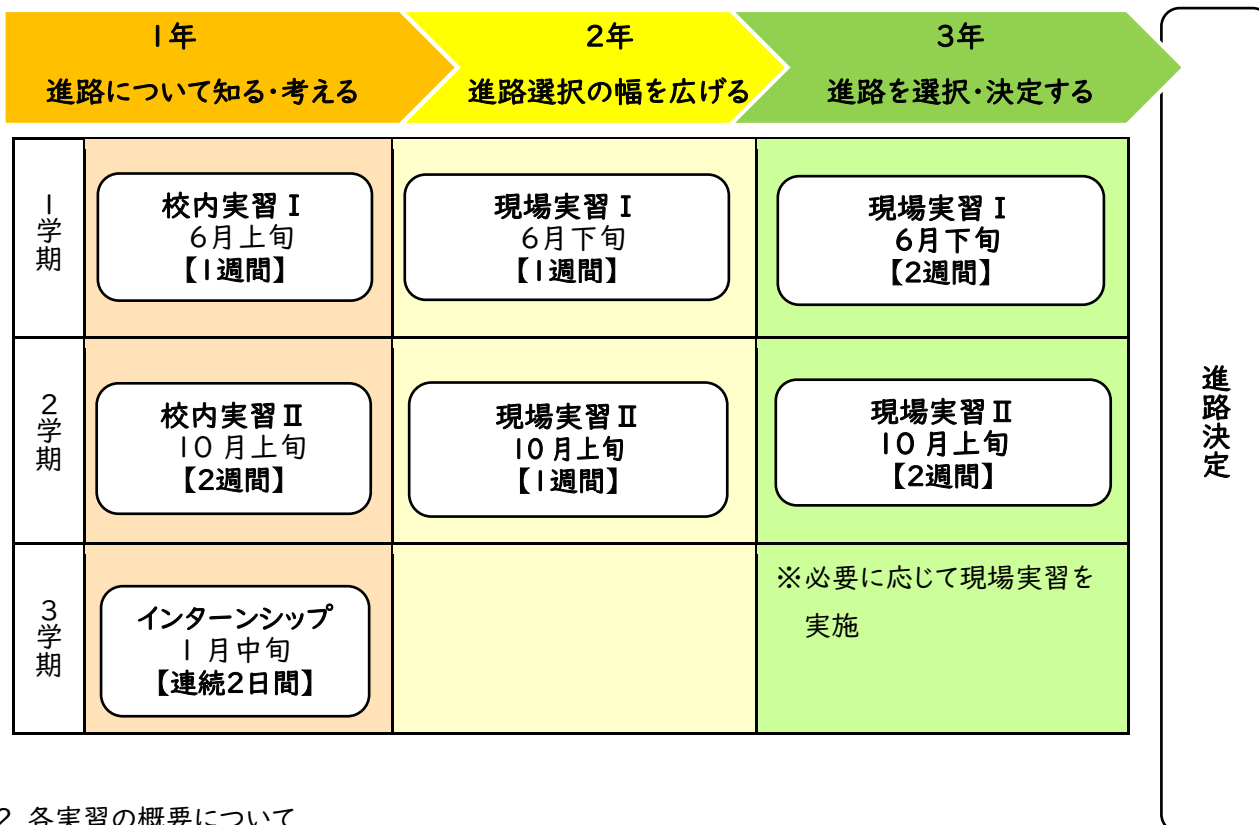 1年
進路について知る・考える
2年
進路選択の幅を広げる
3年
進路を選択・決定する
1学期
校内実習Ⅰ
6月上旬
【1週間】
現場実習Ⅰ
6月下旬
【1週間】
現場実習Ⅰ
6月下旬
【2週間】
2学期
校内実習Ⅱ
10月上旬
【2週間】
現場実習Ⅱ
10月上旬
【1週間】
現場実習Ⅱ
10月上旬
【2週間】
3学期
インターンシップ
1月中旬
【連続2日間】
※必要に応じて現場実習を
実施
進路決定
2 各実習の概要について